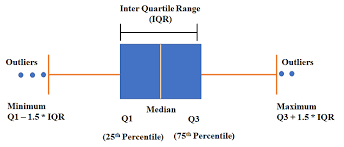 Inter Quartile Range
(IQR)
Outliers
Outliers
Minimum
Q1 – 1.5 * IQR
Q1
Median
Q3
Maximum
Q3 + 1.5 * IQR
(25th Percentile)
(75th Percentile)